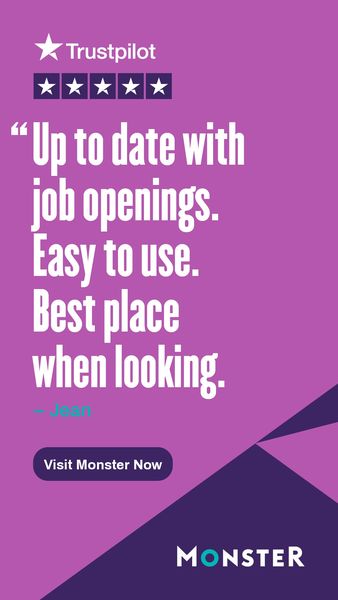 Trustpilot
“Up to date with
job openings.
Easy to use.
Best place
when looking.
– Jean
Visit Monster Now
MONSTER